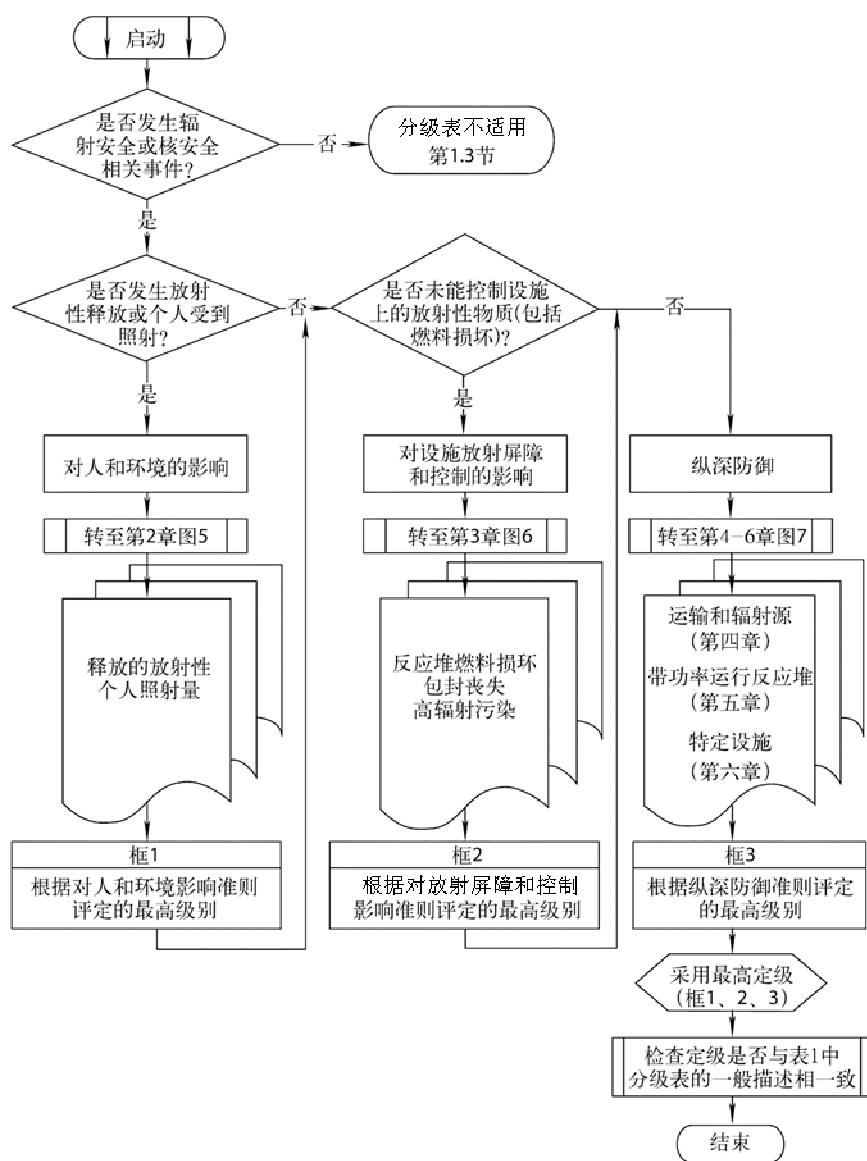 启动
是否发生辐
射安全或核安全
相关事件?
否
分级表不适用
第1.3节
是
是否发生放射
性释放或个人受到
照射?
否
是否未能控制设施
上的放射性物质(包括
燃料损坏)?
否
是
是
对人和环境的影响
对设施放射屏障
和控制的影响
纵深防御
转至第2章图5
转至第3章图6
转至第4-6章图7
释放的放射性
个人照射量
反应堆燃料损环
包封丧失
高辐射污染
运输和辐射源
(第四章)
带功率运行反应堆
(第五章)
特定设施
(第六章)
框1
根据对人和环境影响准则
评定的最高级别
框2
根据对放射屏障和控制
影响准则评定的最高级别
框3
根据纵深防御准则评定
的最高级别
采用最高定级
(框1、2、3)
检查定级是否与表1中
分级表的一般描述相一致
结束